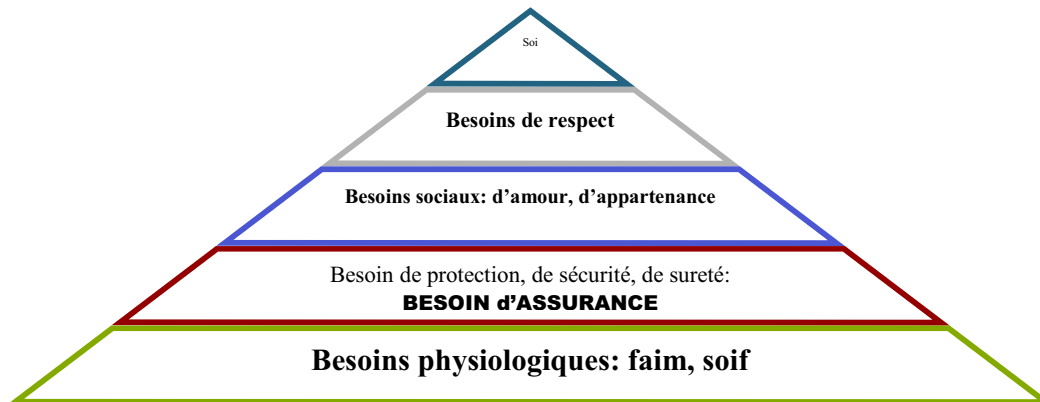 Soi
Besoins de respect
Besoins sociaux: d’amour, d’appartenance
Besoin de protection, de sécurité, de sureté:
BESOIN d’ASSURANCE
Besoins physiologiques: faim, soif